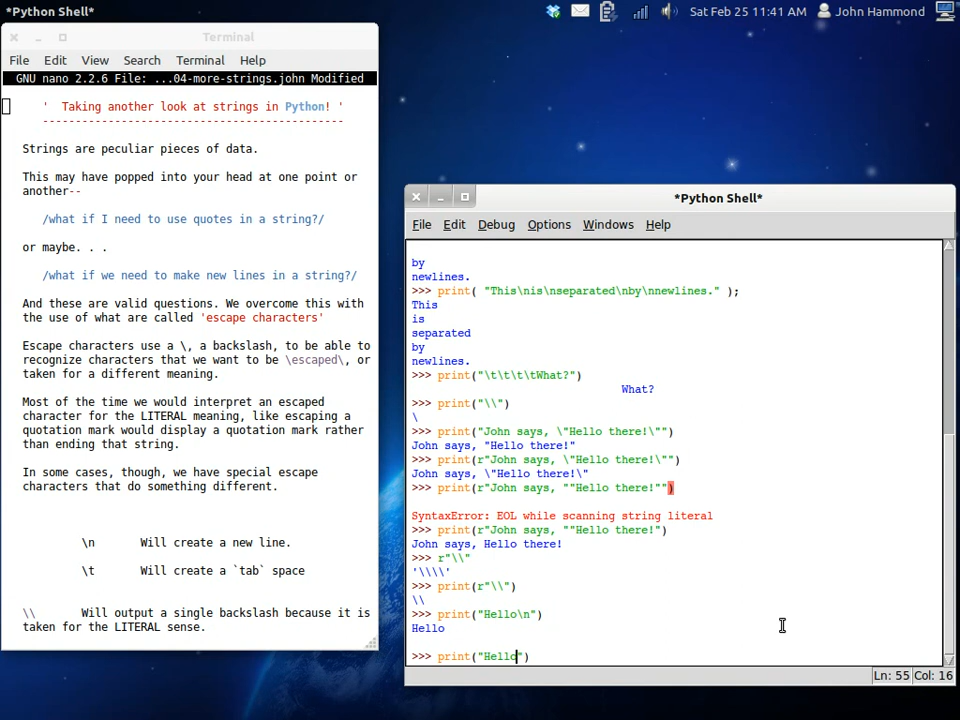 *Python Shell*
Sat Feb 25 11:41 AM
John Hammond
Terminal
File Edit View Search Terminal Help
GNU nano 2.2.6 File: ...04-more-strings.john Modified
' Taking another look at strings in Python! '
----------------------------------------------
Strings are peculiar pieces of data.
This may have popped into your head at one point or
another--
/what if I need to use quotes in a string?/
or maybe. . .
/what if we need to make new lines in a string?/
And these are valid questions. We overcome this with
the use of what are called 'escape characters'
Escape characters use a \, a backslash, to be able to
recognize characters that we want to be \escaped\, or
taken for a different meaning.
Most of the time we would interpret an escaped
character for the LITERAL meaning, like escaping a
quotation mark would display a quotation mark rather
than ending that string.
In some cases, though, we have special escape
characters that do something different.
\n Will create a new line.
\t Will create a `tab` space
\\ Will output a single backslash because it is
taken for the LITERAL sense.
*Python Shell*
File Edit Debug Options Windows Help
by
newlines.
>>> print( "This\nis\nseparated\nby\nnewlines." );
This
is
separated
by
newlines.
>>> print("\t\t\t\tWhat?")
What?
>>> print("\\")
\
>>> print("John says, \"Hello there!\"")
John says, "Hello there!"
>>> print(r"John says, \"Hello there!\"")
John says, \"Hello there!\"
>>> print(r"John says, ""Hello there!"")
SyntaxError: EOL while scanning string literal
>>> print(r"John says, ""Hello there!")
John says, Hello there!
>>> r"\\"
'\\\\'
>>> print(r"\\")
\\
>>> print("Hello\n")
Hello
>>> print("Hello")
Ln: 55 Col: 16